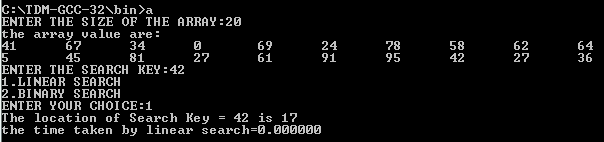 C:\TDM-GCC-32\bin>a
ENTER THE SIZE OF THE ARRAY:20
the array value are:
41 67 34 0 69 24 78 58 62 64
5 45 81 27 61 91 95 42 27 36
ENTER THE SEARCH KEY:42
1.LINEAR SEARCH
2.BINARY SEARCH
ENTER YOUR CHOICE:1
The location of Search Key = 42 is 17
the time taken by linear search=0.000000